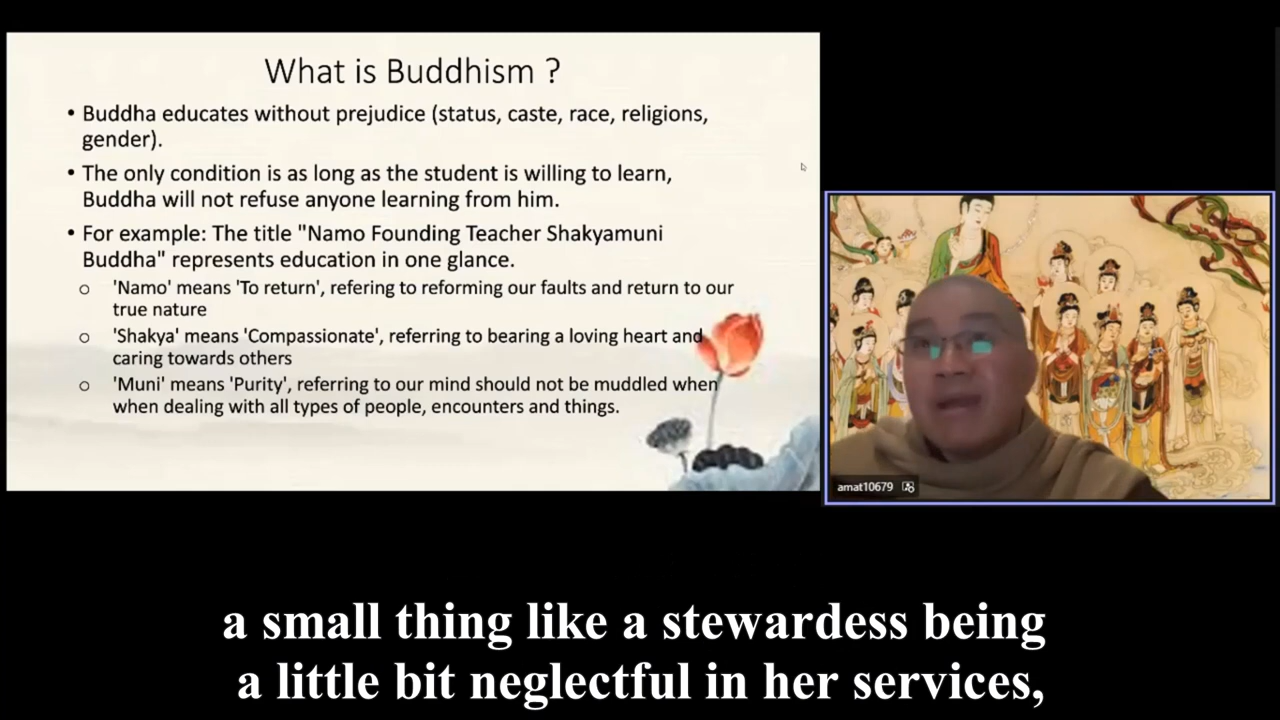 What is Buddhism ?
• Buddha educates without prejudice (status, caste, race, religions,
gender).
• The only condition is as long as the student is willing to learn,
Buddha will not refuse anyone learning from him.
• For example: The title "Namo Founding Teacher Shakyamuni
Buddha" represents education in one glance.
o 'Namo' means 'To return', refering to reforming our faults and return to our
true nature
o 'Shakya' means 'Compassionate', referring to bearing a loving heart and
caring towards others
o 'Muni' means 'Purity', referring to our mind should not be muddled when
when dealing with all types of people, encounters and things.
amat10679
a small thing like a stewardess being
a little bit neglectful in her services,